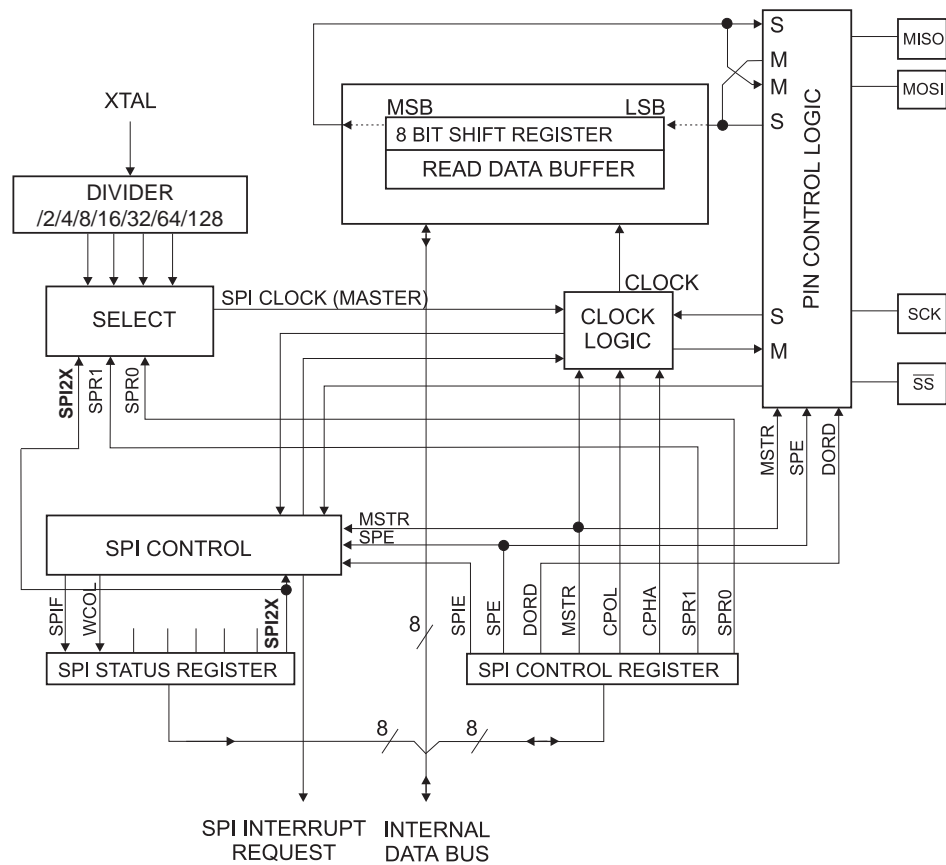 S
MISO
M
XTAL
MSB
LSB
M
MOSI
8 BIT SHIFT REGISTER
S
READ DATA BUFFER
DIVIDER
/2/4/8/16/32/64/128
PIN CONTROL LOGIC
SPI CLOCK (MASTER)
CLOCK
SELECT
CLOCK
LOGIC
S
SCK
M
SS
SPI2X
SPR1
SPR0
MSTR
SPE
DORD
MSTR
SPE
SPI CONTROL
SPIF
WCOL
SPI2X
8
SPIE
SPE
DORD
MSTR
CPOL
CPHA
SPR1
SPR0
SPI STATUS REGISTER
SPI CONTROL REGISTER
8
8
SPI INTERRUPT
REQUEST
INTERNAL
DATA BUS